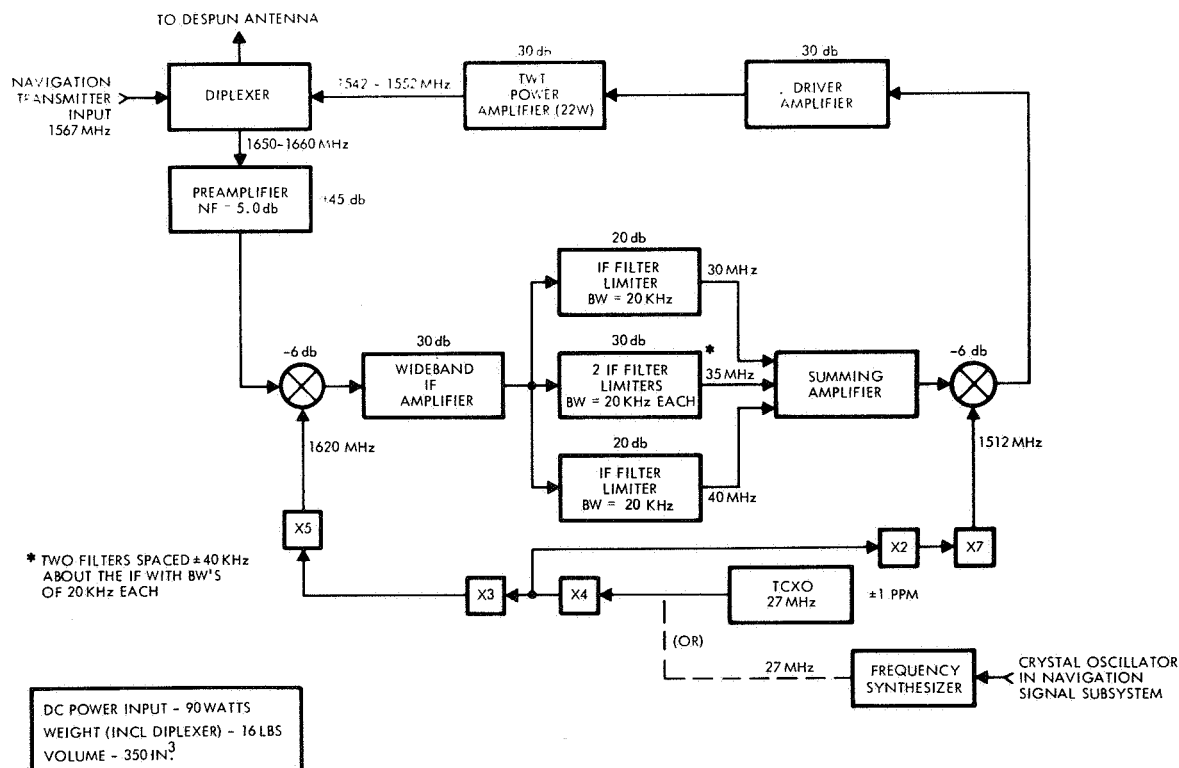 TO DESPUN ANTENNA
NAVIGATION
TRANSMITTER
INPUT
1567 MHz
DIPLEXER
1542 - 1552 MHz
30 db
TWT
POWER
AMPLIFIER (22W)
30 db
DRIVER
AMPLIFIER
1650-1660 MHz
PREAMPLIFIER
NF - 5.0 db
45 db
-6 db
30 db
WIDEBAND
IF
AMPLIFIER
20 db
IF FILTER
LIMITER
BW = 20 KHz
30 MHz
30 db
*
2 IF FILTER
LIMITERS
BW = 20 KHz EACH
35 MHz
20 db
IF FILTER
LIMITER
BW = 20 KHz
40 MHz
SUMMING
AMPLIFIER
-6 db
1620 MHz
1512 MHz
X5
X3
X4
X2
X7
TCXO
27 MHz
±1 PPM
(OR)
27 MHz
FREQUENCY
SYNTHESIZER
CRYSTAL OSCILLATOR
IN NAVIGATION
SIGNAL SUBSYSTEM
* TWO FILTERS SPACED ±40 KHz
ABOUT THE IF WITH BW'S
OF 20 KHz EACH
DC POWER INPUT - 90 WATTS
WEIGHT (INCL DIPLEXER) - 16 LBS
VOLUME - 350 IN.³